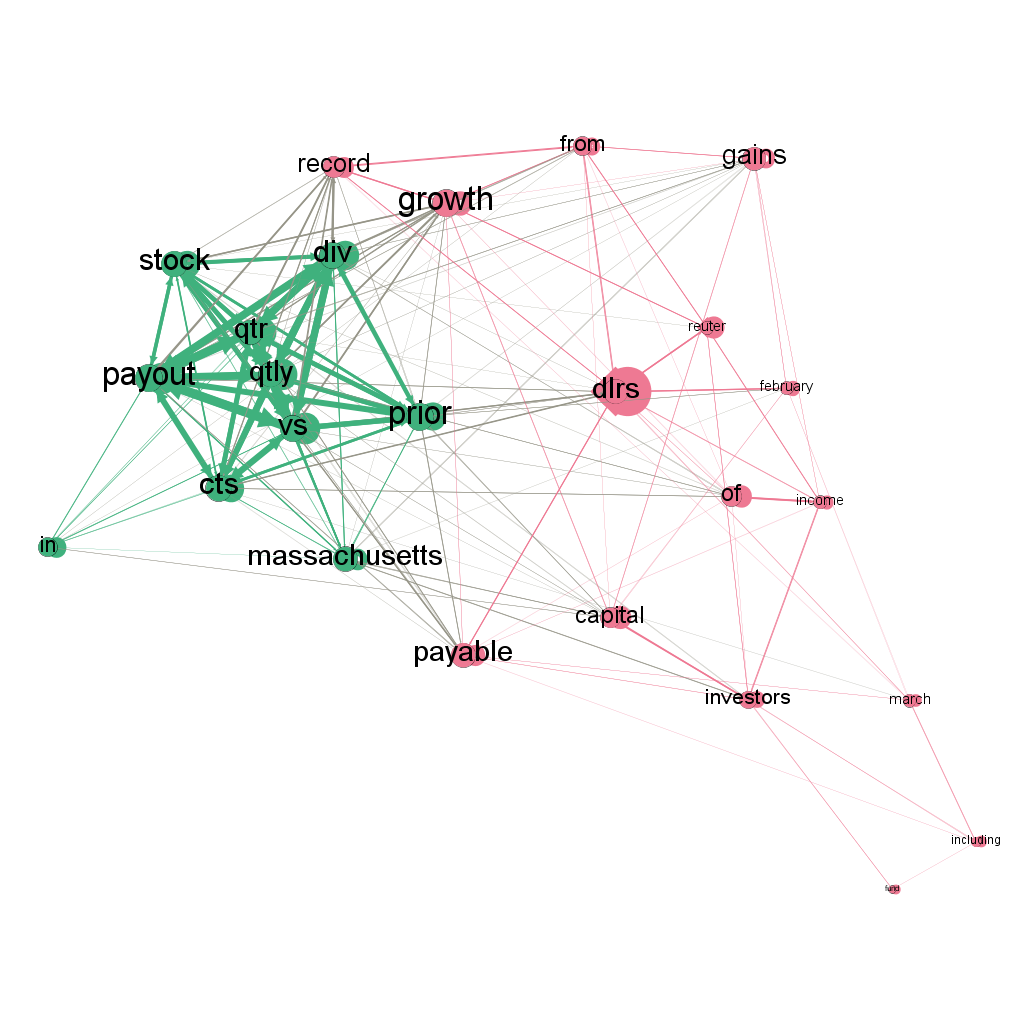 from
gains
record
growth
div
stock
reuter
qtr
payout
qtly
february
dlrs
prior
vs
cts
of
income
in
massachusetts
capital
payable
investors
march
including
fund